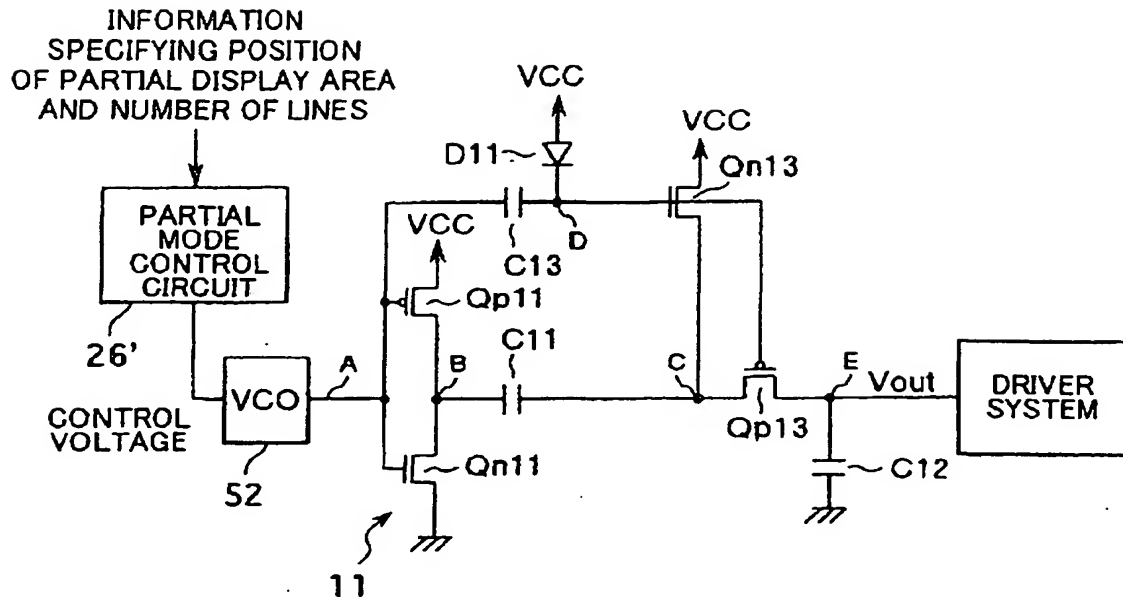 INFORMATION
SPECIFYING POSITION
OF PARTIAL DISPLAY AREA
AND NUMBER OF LINES
PARTIAL
MODE
CONTROL
CIRCUIT
26'
CONTROL
VOLTAGE
VCO
52
A
VCC
Qp11
B
Qn11
11
C13
D11
VCC
D
VCC
Qn13
C11
C
Qp13
E
Vout
C12
DRIVER
SYSTEM